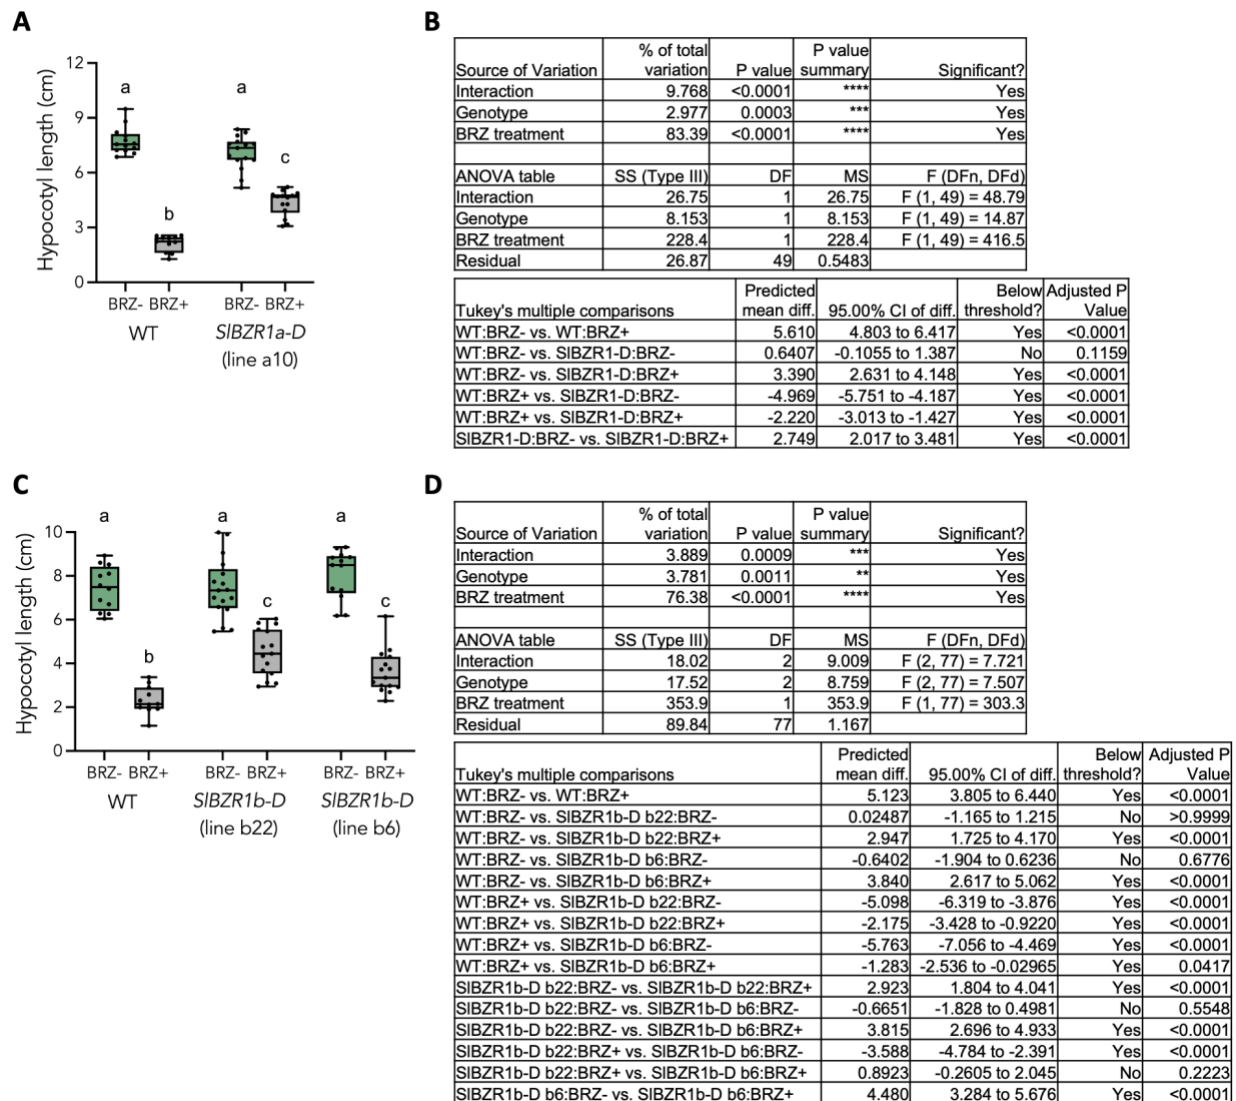 A
Hypocotyl length (cm)
12
9
6
3
0
a
b
a
c
BRZ- BRZ+ BRZ- BRZ+
WT SlBZR1a-D
(line a10)
B
Source of Variation % of total variation P value P value summary Significant?
Interaction 9.768 <0.0001 **** Yes
Genotype 2.977 0.0003 *** Yes
BRZ treatment 83.39 <0.0001 **** Yes
ANOVA table SS (Type III) DF MS F (DFn, DFd)
Interaction 26.75 1 26.75 F (1, 49) = 48.79
Genotype 8.153 1 8.153 F (1, 49) = 14.87
BRZ treatment 228.4 1 228.4 F (1, 49) = 416.5
Residual 26.87 49 0.5483
Tukey's multiple comparisons Predicted mean diff. 95.00% CI of diff. Below threshold? Adjusted P Value
WT:BRZ- vs. WT:BRZ+ 5.610 4.803 to 6.417 Yes <0.0001
WT:BRZ- vs. SlBZR1-D:BRZ- 0.6407 -0.1055 to 1.387 No 0.1159
WT:BRZ- vs. SlBZR1-D:BRZ+ 3.390 2.631 to 4.148 Yes <0.0001
WT:BRZ+ vs. SlBZR1-D:BRZ- -4.969 -5.751 to -4.187 Yes <0.0001
WT:BRZ+ vs. SlBZR1-D:BRZ+ -2.220 -3.013 to -1.427 Yes <0.0001
SlBZR1-D:BRZ- vs. SlBZR1-D:BRZ+ 2.749 2.017 to 3.481 Yes <0.0001
C
Hypocotyl length (cm)
10
8
6
4
2
0
a
b
a
c
a
c
BRZ- BRZ+ BRZ- BRZ+ BRZ- BRZ+
WT SlBZR1b-D SlBZR1b-D
(line b22) (line b6)
D
Source of Variation % of total variation P value P value summary Significant?
Interaction 3.889 0.0009 *** Yes
Genotype 3.781 0.0011 ** Yes
BRZ treatment 76.38 <0.0001 **** Yes
ANOVA table SS (Type III) DF MS F (DFn, DFd)
Interaction 18.02 2 9.009 F (2, 77) = 7.721
Genotype 17.52 2 8.759 F (2, 77) = 7.507
BRZ treatment 353.9 1 353.9 F (1, 77) = 303.3
Residual 89.84 77 1.167
Tukey's multiple comparisons Predicted mean diff. 95.00% CI of diff. Below threshold? Adjusted P Value
WT:BRZ- vs. WT:BRZ+ 5.123 3.805 to 6.440 Yes <0.0001
WT:BRZ- vs. SlBZR1b-D b22:BRZ- 0.02487 -1.165 to 1.215 No >0.9999
WT:BRZ- vs. SlBZR1b-D b22:BRZ+ 2.947 1.725 to 4.170 Yes <0.0001
WT:BRZ- vs. SlBZR1b-D b6:BRZ- -0.6402 -1.904 to 0.6236 No 0.6776
WT:BRZ- vs. SlBZR1b-D b6:BRZ+ 3.840 2.617 to 5.062 Yes <0.0001
WT:BRZ+ vs. SlBZR1b-D b22:BRZ- -5.098 -6.319 to -3.876 Yes <0.0001
WT:BRZ+ vs. SlBZR1b-D b22:BRZ+ -2.175 -3.428 to -0.9220 Yes <0.0001
WT:BRZ+ vs. SlBZR1b-D b6:BRZ- -5.763 -7.056 to -4.469 Yes <0.0001
WT:BRZ+ vs. SlBZR1b-D b6:BRZ+ -1.283 -2.536 to -0.02965 Yes 0.0417
SlBZR1b-D b22:BRZ- vs. SlBZR1b-D b22:BRZ+ 2.923 1.804 to 4.041 Yes <0.0001
SlBZR1b-D b22:BRZ- vs. SlBZR1b-D b6:BRZ- -0.6651 -1.828 to 0.4981 No 0.5548
SlBZR1b-D b22:BRZ- vs. SlBZR1b-D b6:BRZ+ 3.815 2.696 to 4.933 Yes <0.0001
SlBZR1b-D b22:BRZ+ vs. SlBZR1b-D b6:BRZ- -3.588 -4.784 to -2.391 Yes <0.0001
SlBZR1b-D b22:BRZ+ vs. SlBZR1b-D b6:BRZ+ 0.8923 -0.2605 to 2.045 No 0.2223
SlBZR1b-D b6:BRZ- vs. SlBZR1b-D b6:BRZ+ 4.480 3.284 to 5.676 Yes <0.0001